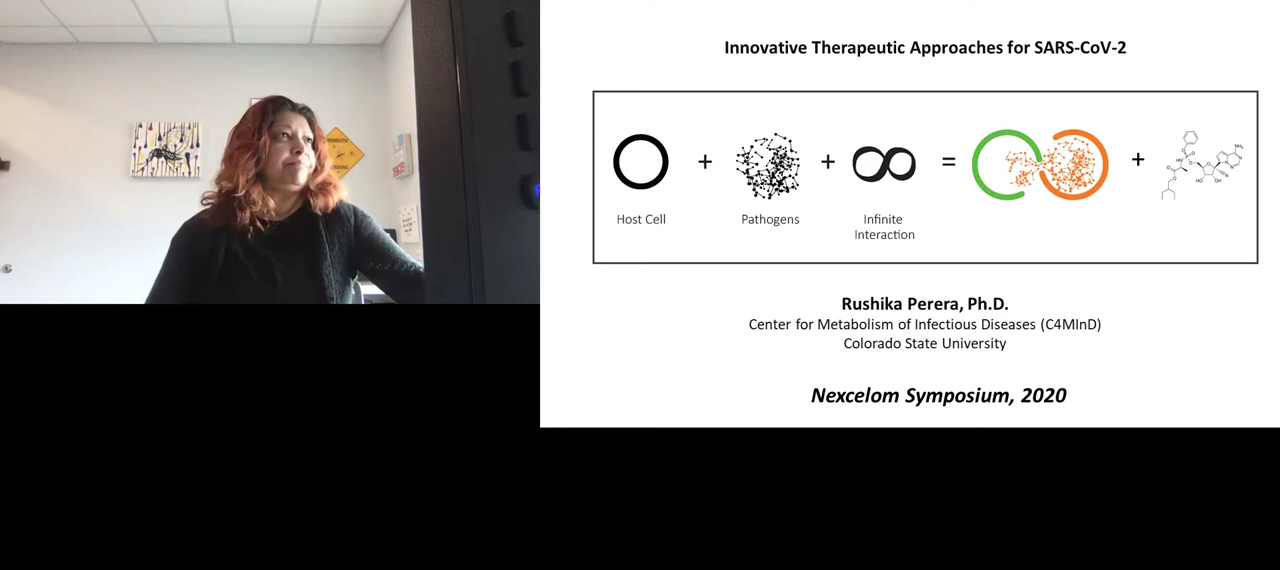 Innovative Therapeutic Approaches for SARS-CoV-2
Host Cell
+
Pathogens
+
Infinite
Interaction
=
+
Rushika Perera, Ph.D.
Center for Metabolism of Infectious Diseases (C4MInD)
Colorado State University
Nexcelom Symposium, 2020